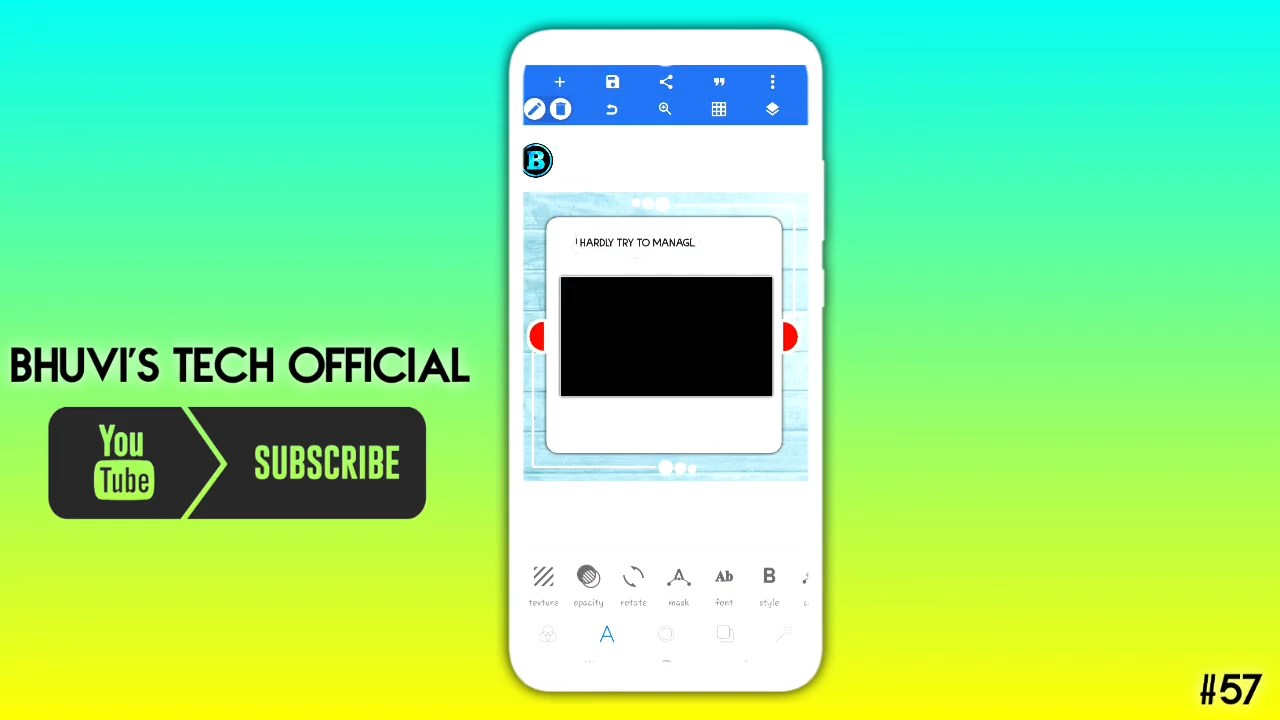 B
I HARDLY TRY TO MANAGL
BHUVI'S TECH OFFICIAL
You
Tube
SUBSCRIBE
texture opacity rotate mask Ab font B style
A
#57